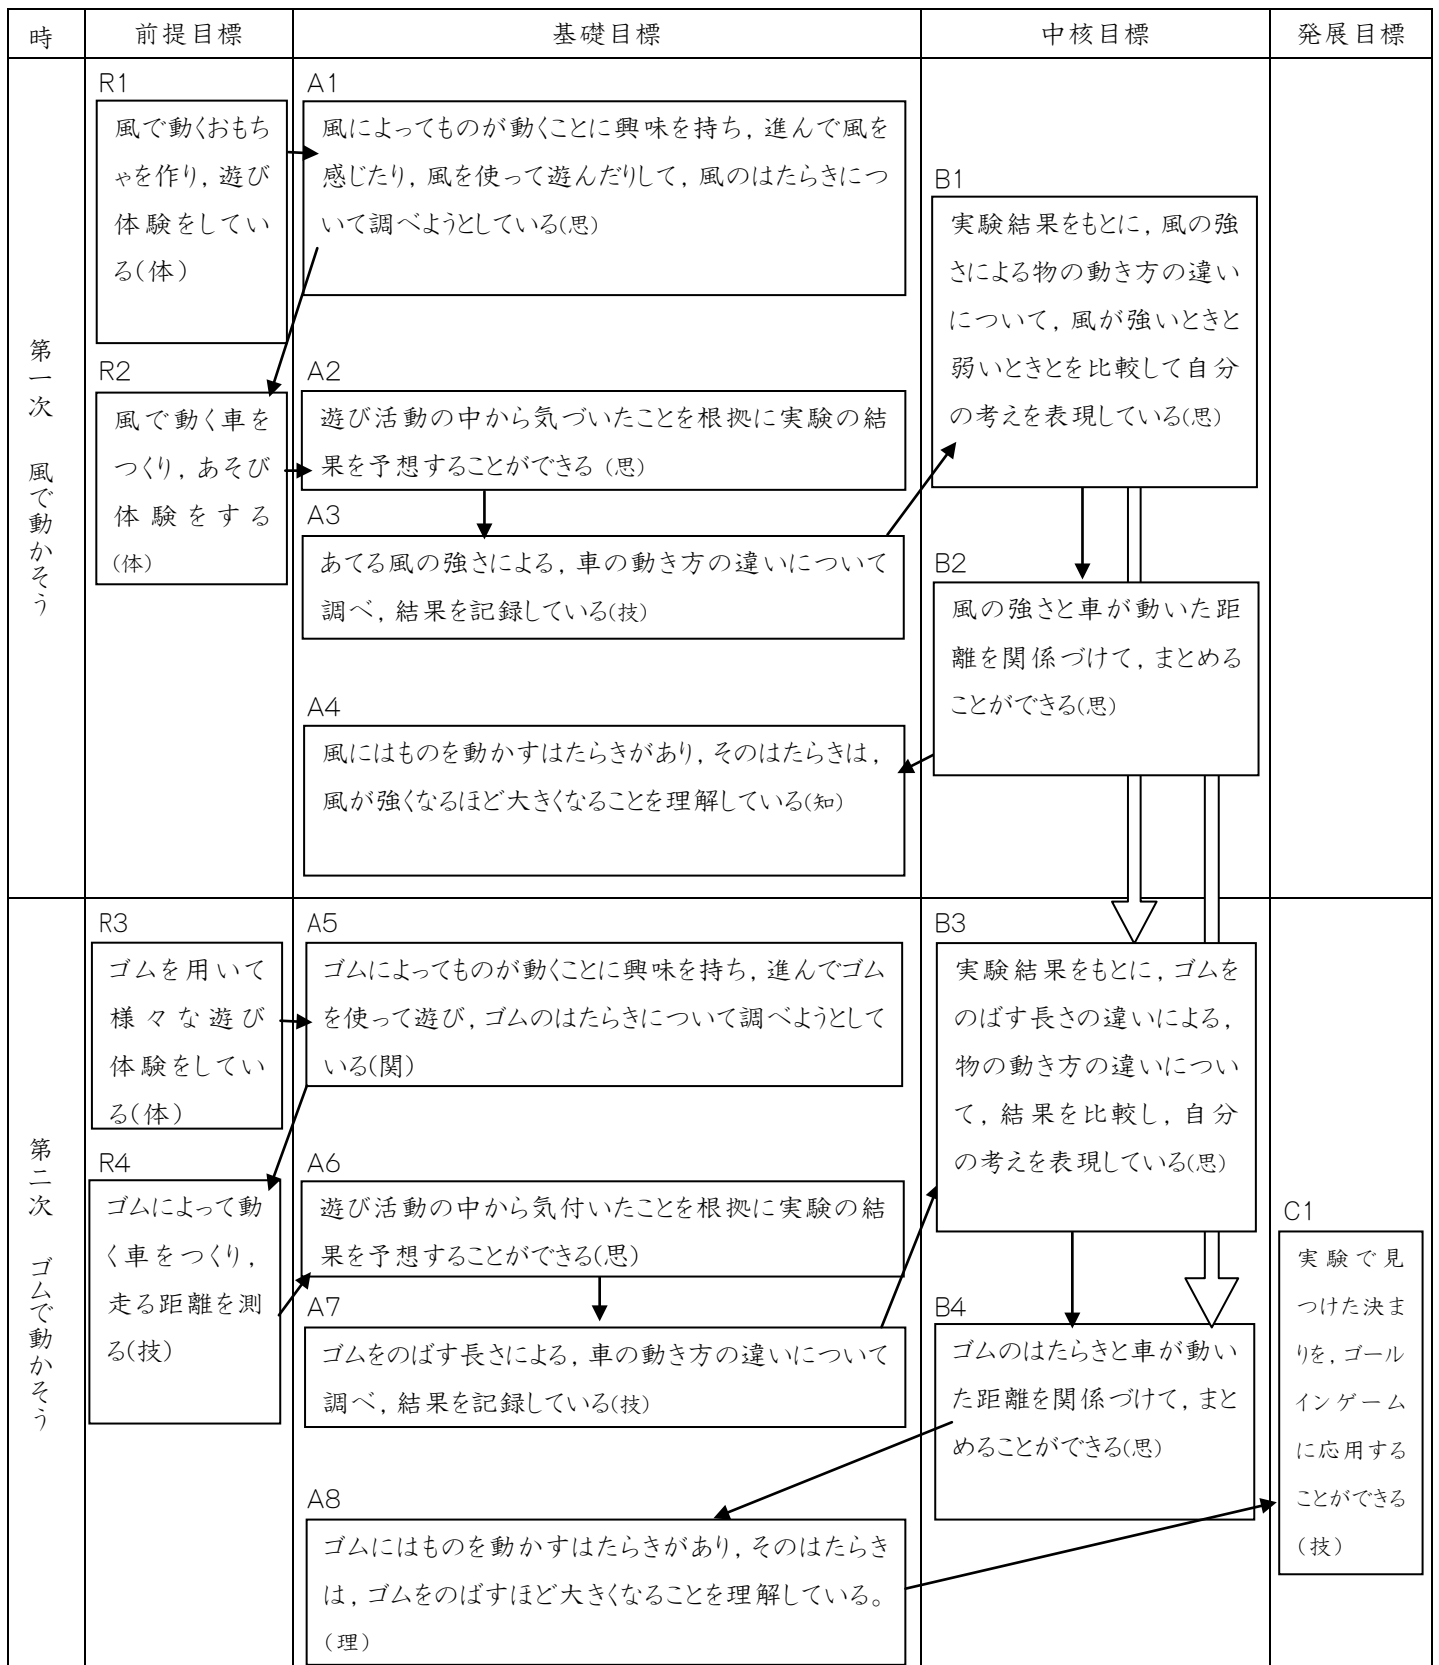 時
前提目標
基礎目標
中核目標
発展目標
第一次 風で動かそう
R1
風で動くおもち
ゃを作り，遊び
体験をしてい
る（体）
A1
風によってものが動くことに興味を持ち，進んで風を
感じたり，風を使って遊んだりして，風のはたらきにつ
いて調べようとしている(思)
R2
風で動く車を
つくり，あそび
体験をする
(体)
A2
遊び活動の中から気づいたことを根拠に実験の結
果を予想することができる (思)
A3
あてる風の強さによる，車の動き方の違いについて
調べ，結果を記録している(技)
B1
実験結果をもとに，風の強
さによる物の動き方の違い
について，風が強いときと
弱いときとを比較して自分
の考えを表現している(思)
B2
風の強さと車が動いた距
離を関係づけて，まとめる
ことができる(思)
A4
風にはものを動かすはたらきがあり，そのはたらきは，
風が強くなるほど大きくなることを理解している(知)
第二次 ゴムで動かそう
R3
ゴムを用いて
様々な遊び
体験をしてい
る（体）
A5
ゴムによってものが動くことに興味を持ち，進んでゴム
を使って遊び，ゴムのはたらきについて調べようとして
いる(関)
R4
ゴムによって動
く車をつくり，
走る距離を測
る(技)
A6
遊び活動の中から気付いたことを根拠に実験の結
果を予想することができる(思)
A7
ゴムをのばす長さによる，車の動き方の違いについて
調べ，結果を記録している(技)
B3
実験結果をもとに，ゴムを
のばす長さの違いによる，
物の動き方の違いについ
て，結果を比較し，自分
の考えを表現している(思)
B4
ゴムのはたらきと車が動い
た距離を関係づけて，まと
めることができる(思)
A8
ゴムにはものを動かすはたらきがあり，そのはたらき
は，ゴムをのばすほど大きくなることを理解している。
（理）
C1
実験で見
つけた決ま
りを，ゴール
インゲーム
に応用する
ことができる
（技）